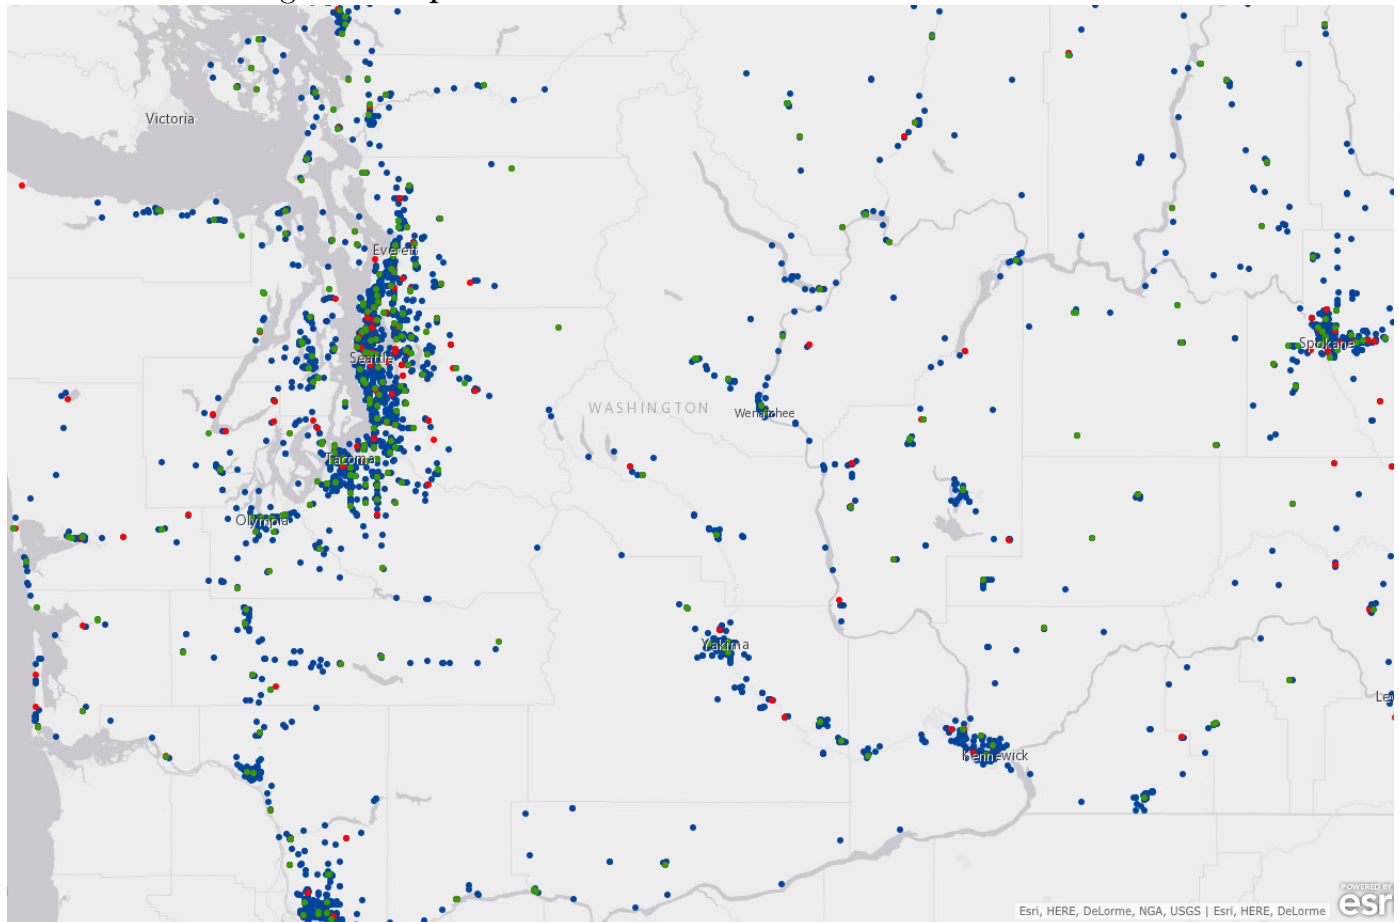 Victoria
Everett
Seattle
WASHINGTON
Wenatchee
Spokane
Tacoma
Olympia
Yakima
Kennewick
Esri, HERE, DeLorme, NGA, USGS | Esri, HERE, DeLorme
POWERED BY
esri